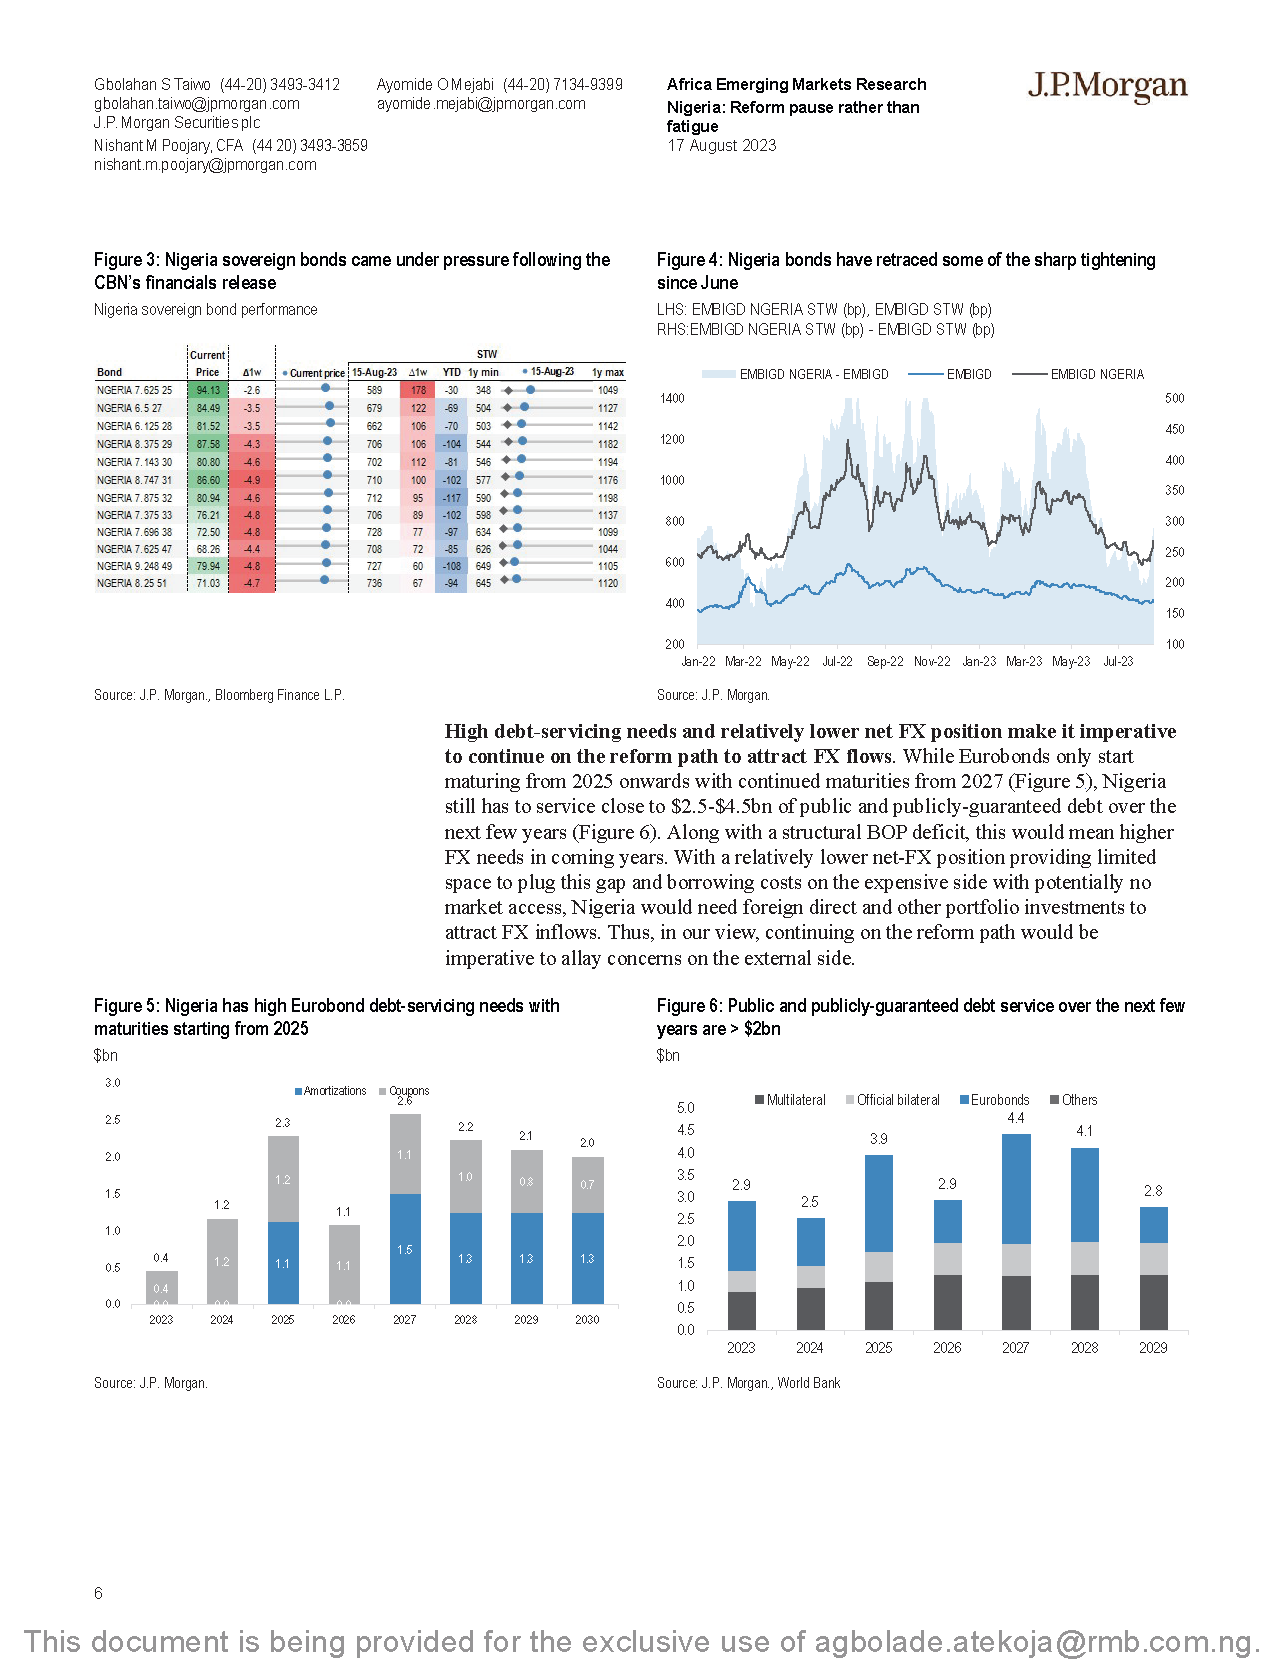 Gbolahan S Taiwo (44-20) 3493-3412
gbolahan.taiwo@jpmorgan.com
J.P. Morgan Securities plc
Nishant M Poojary, CFA (44 20) 3493-3859
nishant.m.poojary@jpmorgan.com
Ayomide O Mejabi (44-20) 7134-9399
ayomide.mejabi@jpmorgan.com
Africa Emerging Markets Research
Nigeria: Reform pause rather than
fatigue
17 August 2023
J.P.Morgan
Figure 3: Nigeria sovereign bonds came under pressure following the
CBN's financials release
Nigeria sovereign bond performance
Current STW
Bond Price Δ1w Current price 15-Aug-23 Δ1w YTD 1y min 15-Aug-23 1y max
NGERIA 7.625 25 94.13 -2.6 589 178 -30 348 1049
NGERIA 6.5 27 84.49 -3.5 679 122 -69 504 1127
NGERIA 6.125 28 81.52 -3.5 662 106 -70 503 1142
NGERIA 8.375 29 87.58 -4.3 706 106 -104 544 1182
NGERIA 7.143 30 80.80 -4.6 702 112 -81 546 1194
NGERIA 8.747 31 86.60 -4.9 710 100 -102 577 1176
NGERIA 7.875 32 80.94 -4.6 712 95 -117 590 1198
NGERIA 7.375 33 76.21 -4.8 706 89 -102 598 1137
NGERIA 7.696 38 72.50 -4.8 728 77 -97 634 1099
NGERIA 7.625 47 68.26 -4.4 708 72 -85 626 1044
NGERIA 9.248 49 79.94 -4.8 727 60 -108 649 1105
NGERIA 8.25 51 71.03 -4.7 736 67 -94 645 1120
Source: J.P. Morgan., Bloomberg Finance L.P.
Figure 4: Nigeria bonds have retraced some of the sharp tightening
since June
LHS: EMBIGD NGERIA STW (bp), EMBIGD STW (bp)
RHS:EMBIGD NGERIA STW (bp) - EMBIGD STW (bp)
EMBIGD NGERIA - EMBIGD EMBIGD EMBIGD NGERIA
1400 500
450
1200
400
1000
350
800 300
250
600
200
400
150
200 100
Jan-22 Mar-22 May-22 Jul-22 Sep-22 Nov-22 Jan-23 Mar-23 May-23 Jul-23
Source: J.P. Morgan.
High debt-servicing needs and relatively lower net FX position make it imperative
to continue on the reform path to attract FX flows. While Eurobonds only start
maturing from 2025 onwards with continued maturities from 2027 (Figure 5), Nigeria
still has to service close to $2.5-$4.5bn of public and publicly-guaranteed debt over the
next few years (Figure 6). Along with a structural BOP deficit, this would mean higher
FX needs in coming years. With a relatively lower net-FX position providing limited
space to plug this gap and borrowing costs on the expensive side with potentially no
market access, Nigeria would need foreign direct and other portfolio investments to
attract FX inflows. Thus, in our view, continuing on the reform path would be
imperative to allay concerns on the external side.
Figure 5: Nigeria has high Eurobond debt-servicing needs with
maturities starting from 2025
$bn
Amortizations Coupons
3.0
2.5
2.0
1.5
1.0
0.5
0.0
0.4 1.2 2.3 1.1 2.6 2.2 2.1 2.0
0.4 1.2 1.2 1.1 1.1 1.0 0.8 0.7
0.0 0.0 1.1 0.0 1.5 1.3 1.3 1.3
2023 2024 2025 2026 2027 2028 2029 2030
Source: J.P. Morgan.
Figure 6: Public and publicly-guaranteed debt service over the next few
years are > $2bn
$bn
Multilateral Official bilateral Eurobonds Others
5.0
4.5
4.0
3.5
3.0
2.5
2.0
1.5
1.0
0.5
0.0
2.9 2.5 3.9 2.9 4.4 4.1 2.8
2023 2024 2025 2026 2027 2028 2029
Source: J.P. Morgan., World Bank
6
This document is being provided for the exclusive use of agbolade.atekoja@rmb.com.ng.